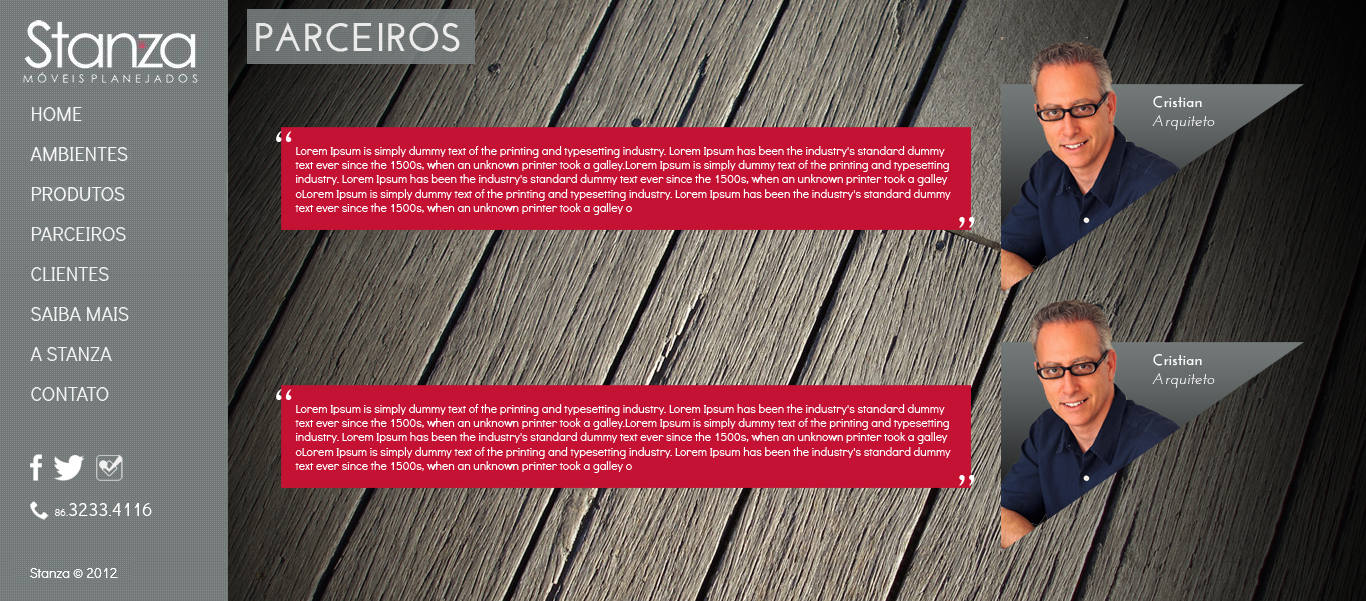 Stanza
MÓVEIS PLANEJADOS
HOME
AMBIENTES
PRODUTOS
PARCEIROS
CLIENTES
SAIBA MAIS
A STANZA
CONTATO
86.3233.4116
Stanza © 2012
PARCEIROS
“
Lorem Ipsum is simply dummy text of the printing and typesetting industry. Lorem Ipsum has been the industry's standard dummy
text ever since the 1500s, when an unknown printer took a galley.Lorem Ipsum is simply dummy text of the printing and typesetting
industry. Lorem Ipsum has been the industry's standard dummy text ever since the 1500s, when an unknown printer took a galley
oLorem Ipsum is simply dummy text of the printing and typesetting industry. Lorem Ipsum has been the industry's standard dummy
text ever since the 1500s, when an unknown printer took a galley o
”
Cristian
Arquiteto
“
Lorem Ipsum is simply dummy text of the printing and typesetting industry. Lorem Ipsum has been the industry's standard dummy
text ever since the 1500s, when an unknown printer took a galley.Lorem Ipsum is simply dummy text of the printing and typesetting
industry. Lorem Ipsum has been the industry's standard dummy text ever since the 1500s, when an unknown printer took a galley
oLorem Ipsum is simply dummy text of the printing and typesetting industry. Lorem Ipsum has been the industry's standard dummy
text ever since the 1500s, when an unknown printer took a galley o
”
Cristian
Arquiteto